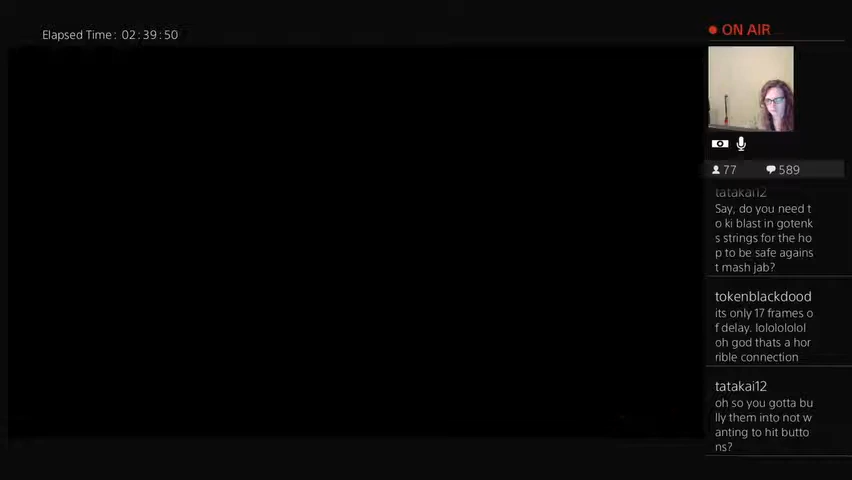 Elapsed Time: 02:39:50
ON AIR
77 589
tatakai12
Say, do you need t
o ki blast in gotenk
s strings for the ho
p to be safe agains
t mash jab?
tokenblackdood
its only 17 frames o
f delay. lolololol
oh god thats a hor
rible connection
tatakai12
oh so you gotta bu
lly them into not w
anting to hit butto
ns?